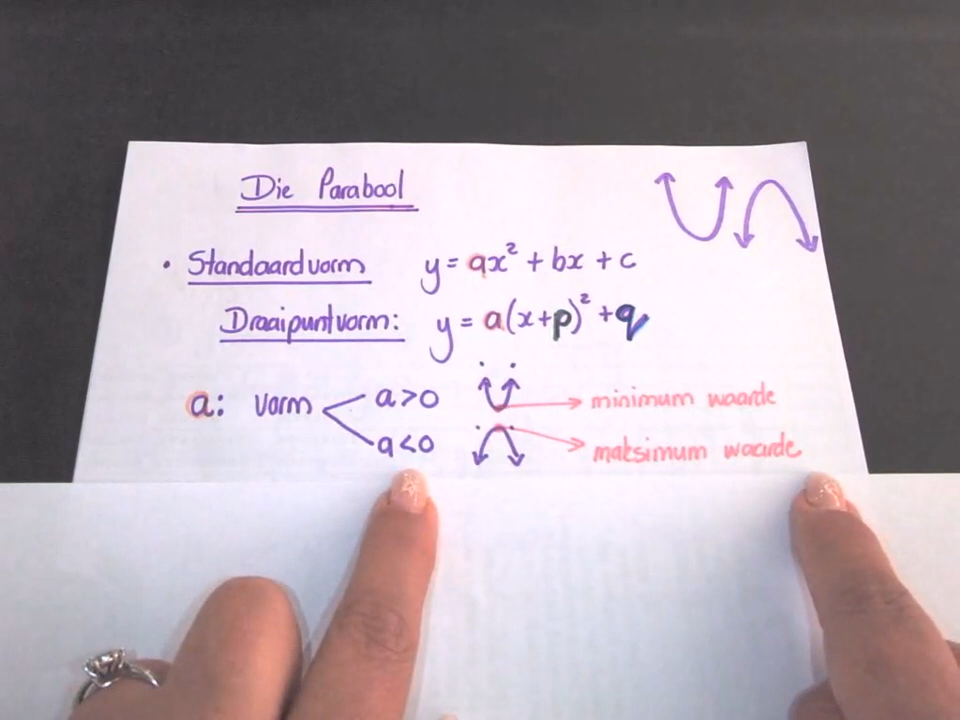 Die Parabool
• Standaardvorm y = ax² + bx + c
Draaipuntvorm: y = a(x+p)² + q
a: vorm a>0 minimum waarde
a<0 maksimum waarde